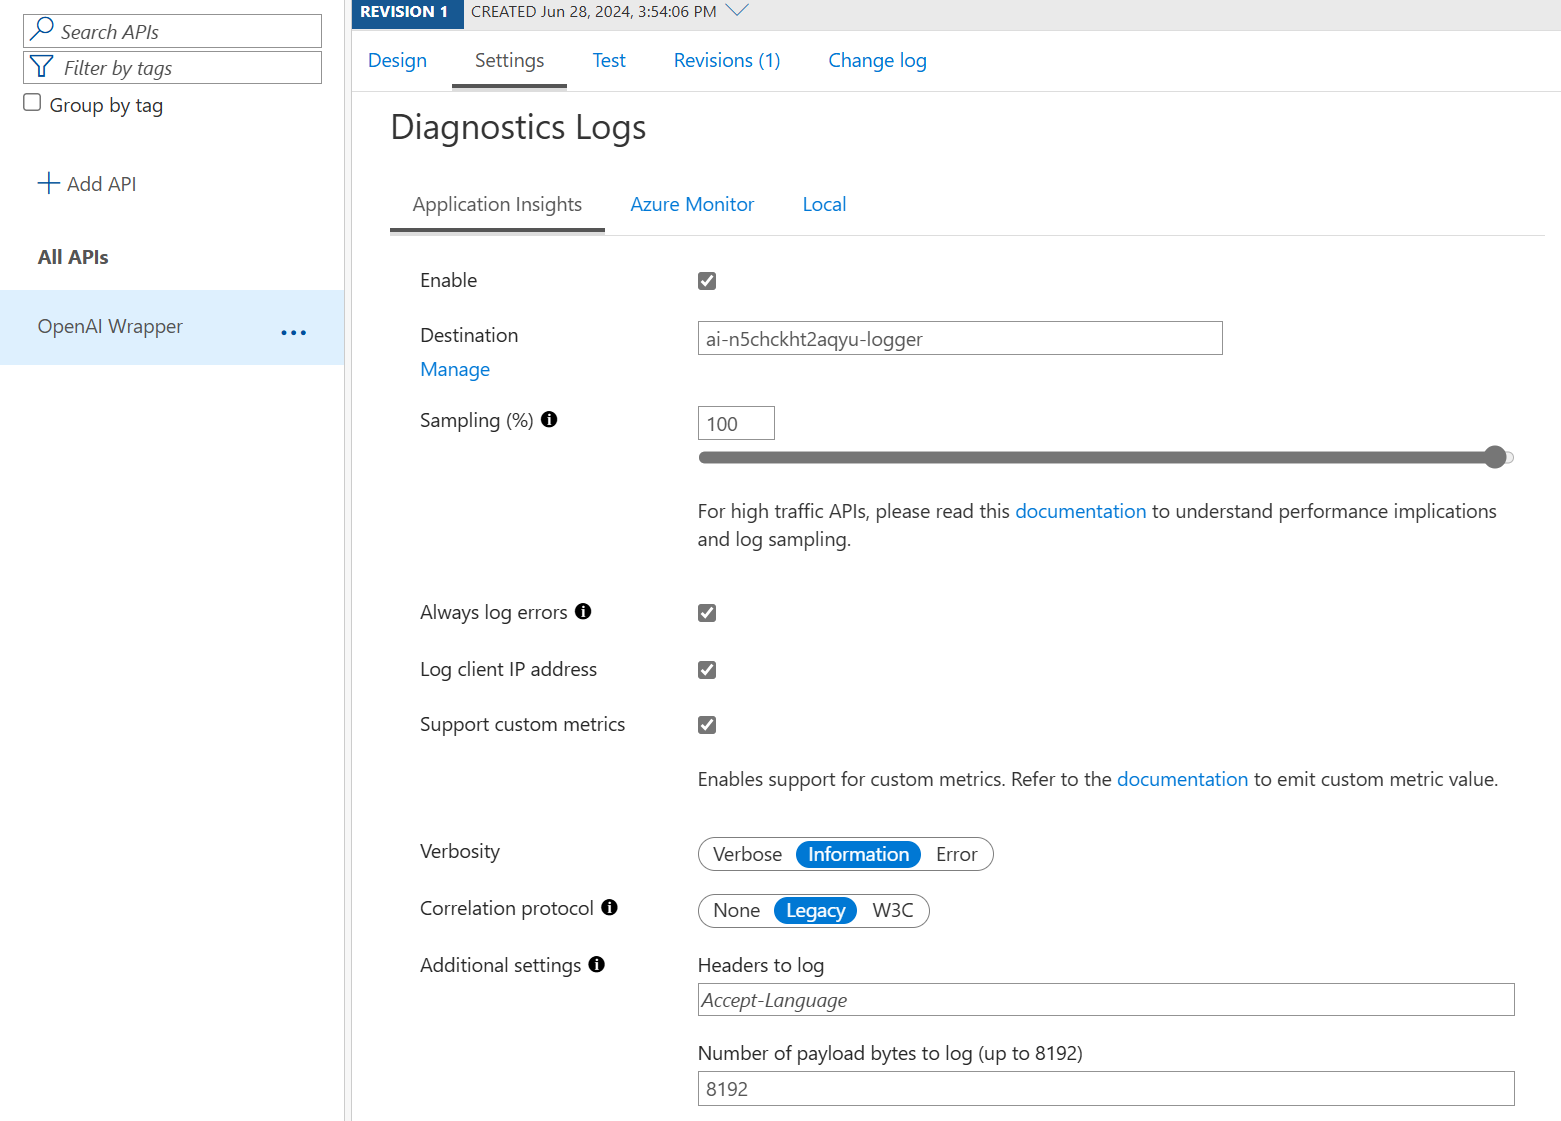 Search APIs
Filter by tags
Group by tag
Add API
All APIs
OpenAI Wrapper
REVISION 1 CREATED Jun 28, 2024, 3:54:06 PM
Design Settings Test Revisions (1) Change log
Diagnostics Logs
Application Insights Azure Monitor Local
Enable
Destination ai-n5chckht2aqyu-logger
Manage
Sampling (%) 100
For high traffic APIs, please read this documentation to understand performance implications
and log sampling.
Always log errors
Log client IP address
Support custom metrics
Enables support for custom metrics. Refer to the documentation to emit custom metric value.
Verbosity Verbose Information Error
Correlation protocol None Legacy W3C
Additional settings Headers to log
Accept-Language
Number of payload bytes to log (up to 8192)
8192